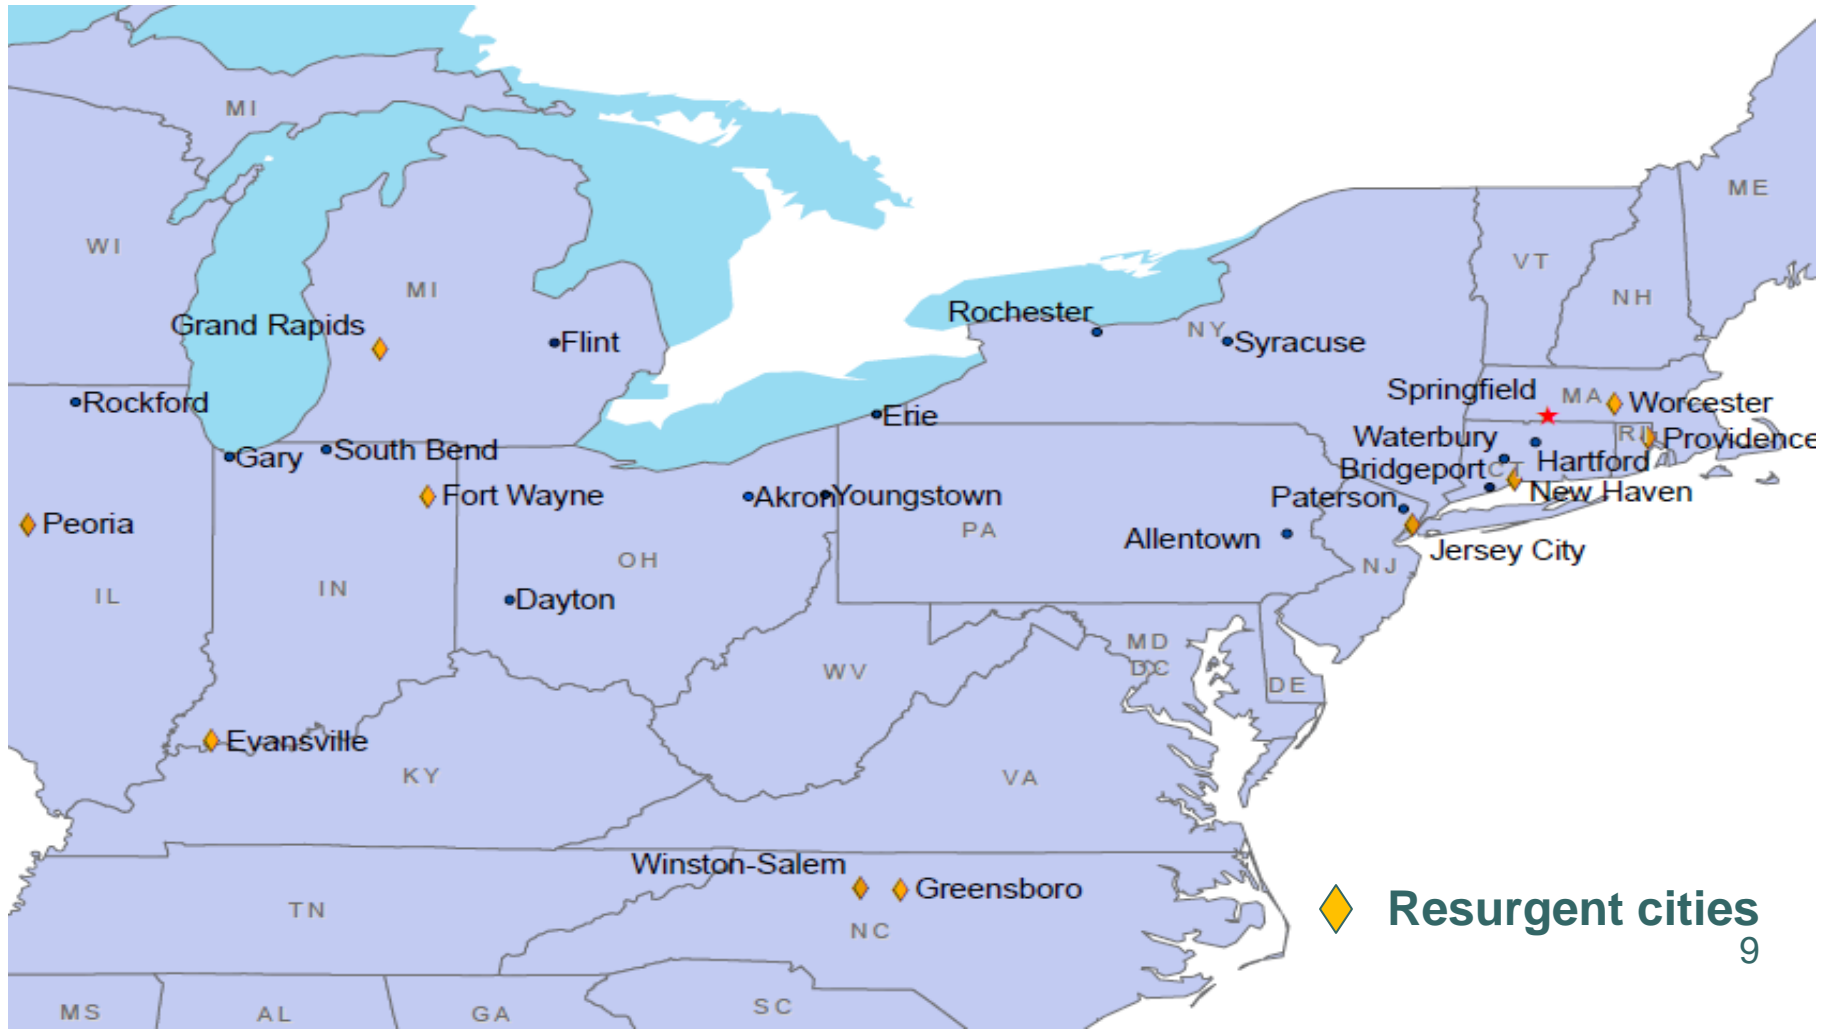 MI
ME
WI
VT
MI
NH
Rochester
Grand Rapids
NY
Flint
Syracuse
Springfield
MA
Worcester
Rockford
Erie
Waterbury
RI
Providence
Gary
South Bend
Bridgeport
CT
Hartford
Fort Wayne
Akron
Youngstown
Paterson
New Haven
Peoria
PA
Allentown
Jersey City
OH
NJ
IL
IN
Dayton
MD
DC
WV
DE
Evansville
KY
VA
Winston-Salem
Greensboro
TN
NC
Resurgent cities
9
MS
AL
GA
SC